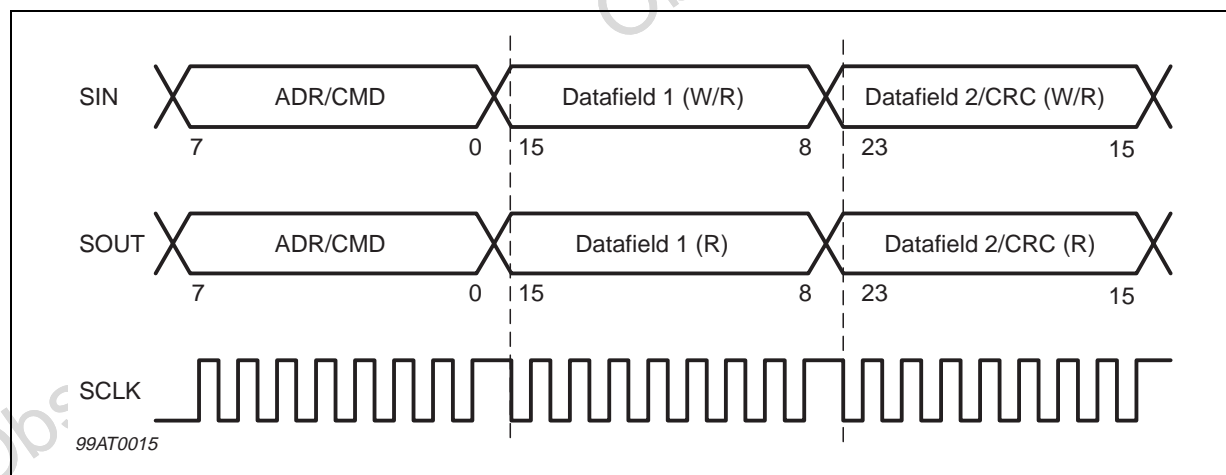 SIN ADR/CMD Datafield 1 (W/R) Datafield 2/CRC (W/R)
7 0 15 8 23 15
SOUT ADR/CMD Datafield 1 (R) Datafield 2/CRC (R)
7 0 15 8 23 15
SCLK
99AT0015